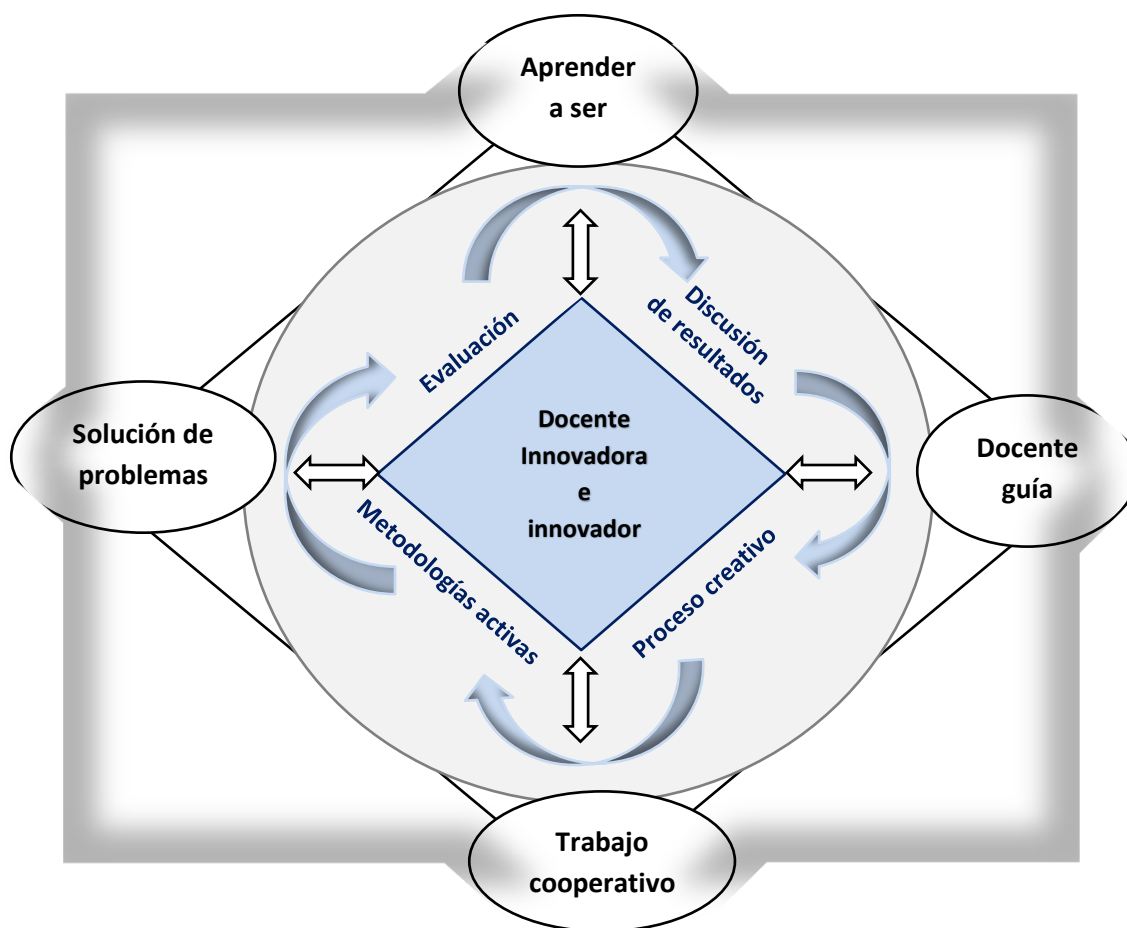 Aprender
a ser
Evaluación
Discusión
de resultados
Solución de
problemas
Docente
Innovadora
e
innovador
Docente
guía
Metodologías activas
Proceso creativo
Trabajo
cooperativo